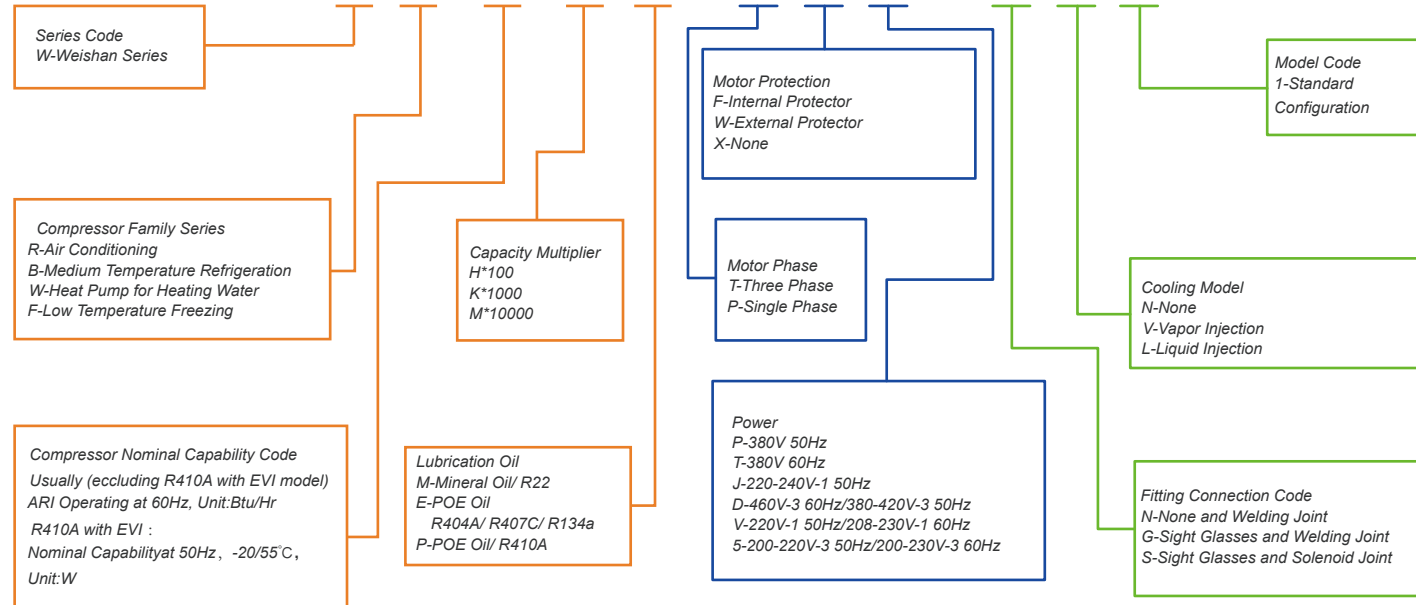 Series Code
W-Weishan Series
Motor Protection
F-Internal Protector
W-External Protector
X-None
Model Code
1-Standard
Configuration
Compressor Family Series
R-Air Conditioning
B-Medium Temperature Refrigeration
W-Heat Pump for Heating Water
F-Low Temperature Freezing
Capacity Multiplier
H*100
K*1000
M*10000
Motor Phase
T-Three Phase
P-Single Phase
Cooling Model
N-None
V-Vapor Injection
L-Liquid Injection
Compressor Nominal Capability Code
Usually (eccluding R410A with EVI model)
ARI Operating at 60Hz, Unit:Btu/Hr
R410A with EVI :
Nominal Capabilityat 50Hz、-20/55℃,
Unit:W
Lubrication Oil
M-Mineral Oil/ R22
E-POE Oil
R404A/ R407C/ R134a
P-POE Oil/ R410A
Power
P-380V 50Hz
T-380V 60Hz
J-220-240V-1 50Hz
D-460V-3 60Hz/380-420V-3 50Hz
V-220V-1 50Hz/208-230V-1 60Hz
5-200-220V-3 50Hz/200-230V-3 60Hz
Fitting Connection Code
N-None and Welding Joint
G-Sight Glasses and Welding Joint
S-Sight Glasses and Solenoid Joint